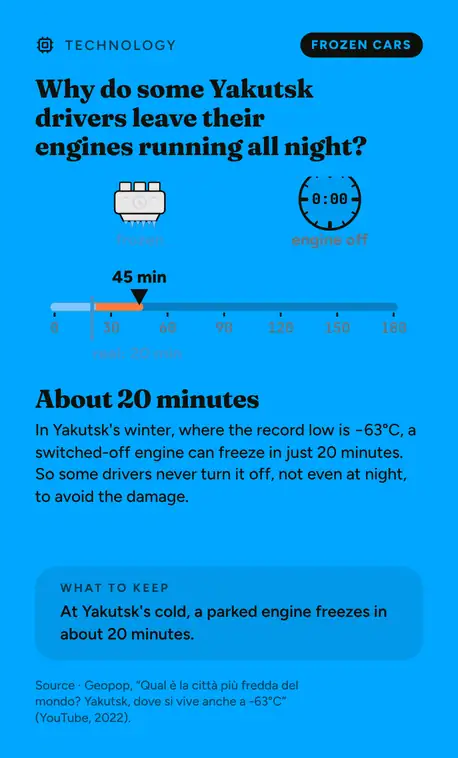 TECHNOLOGY
FROZEN CARS
Why do some Yakutsk
drivers leave their
engines running all night?
0:00
frozen
engine off
45 min
0 30 60 90 120 150 180
real: 20 min
About 20 minutes
In Yakutsk's winter, where the record low is −63°C, a
switched-off engine can freeze in just 20 minutes.
So some drivers never turn it off, not even at night,
to avoid the damage.
WHAT TO KEEP
At Yakutsk's cold, a parked engine freezes in
about 20 minutes.
Source · Geopop, “Qual è la città più fredda del
mondo? Yakutsk, dove si vive anche a -63°C”
(YouTube, 2022).